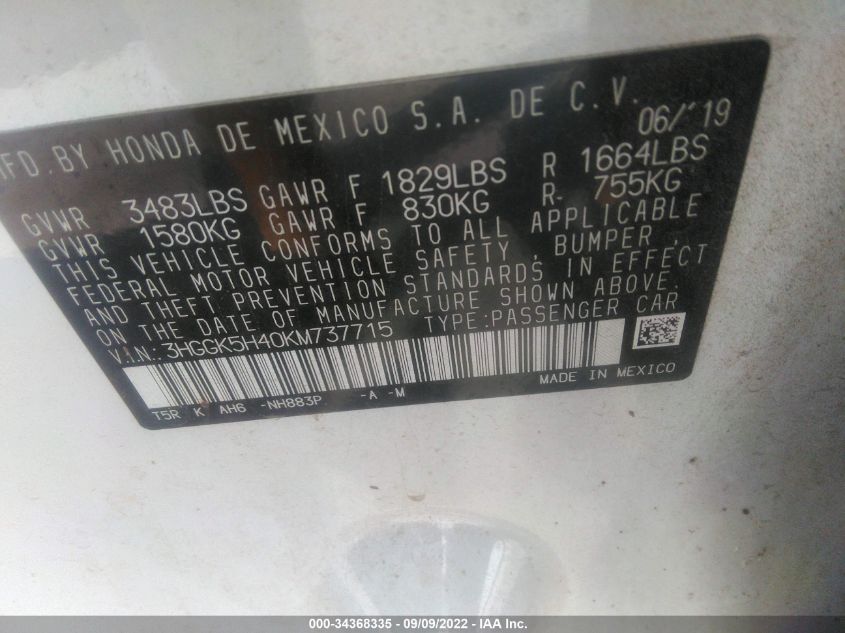 MFD. BY HONDA DE MEXICO S.A. DE C.V. 06/'19
GVWR 3483LBS GAWR F 1829LBS R 1664LBS
GVWR 1580KG GAWR F 830KG R 755KG
THIS VEHICLE CONFORMS TO ALL APPLICABLE
FEDERAL MOTOR VEHICLE SAFETY, BUMPER,
AND THEFT PREVENTION STANDARDS IN EFFECT
ON THE DATE OF MANUFACTURE SHOWN ABOVE.
V.I.N.:3HGGK5H40KM737715 TYPE:PASSENGER CAR
T5R K AH6 -NH883P -A -M MADE IN MEXICO
000-34368335 - 09/09/2022 - IAA Inc.